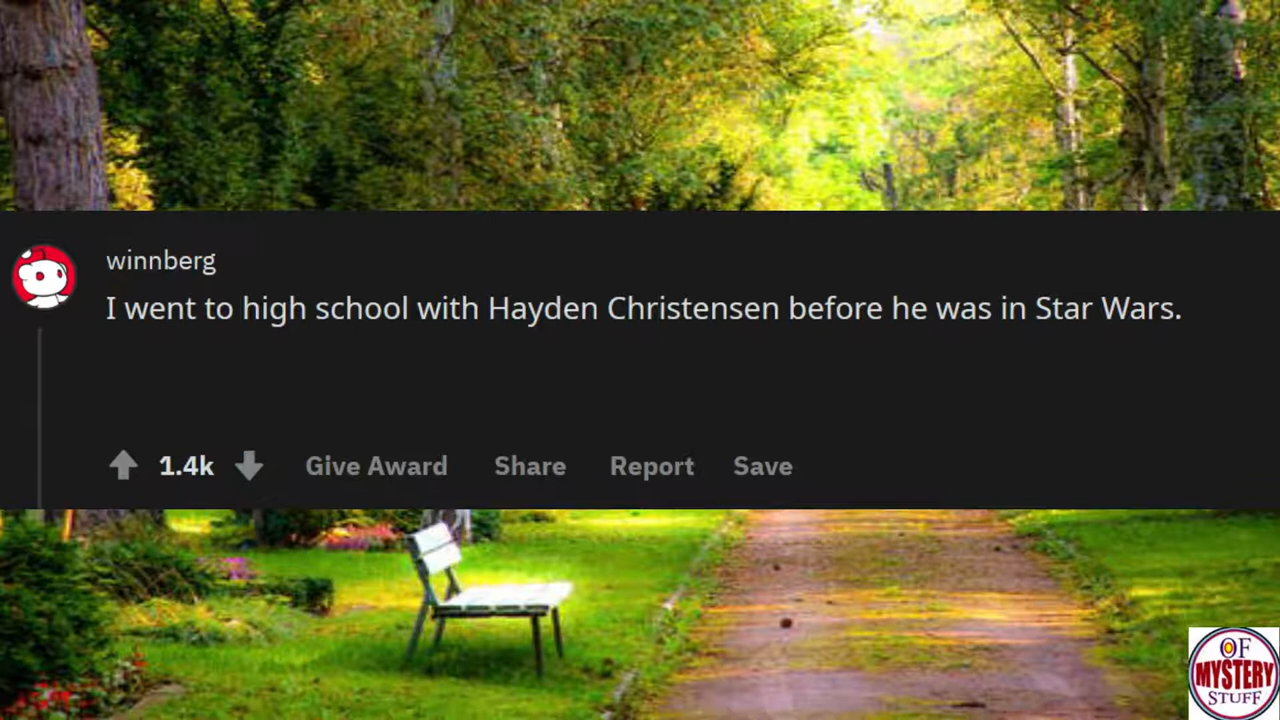 winnberg
I went to high school with Hayden Christensen before he was in Star Wars.
1.4k Give Award Share Report Save
OF
MYSTERY
STUFF